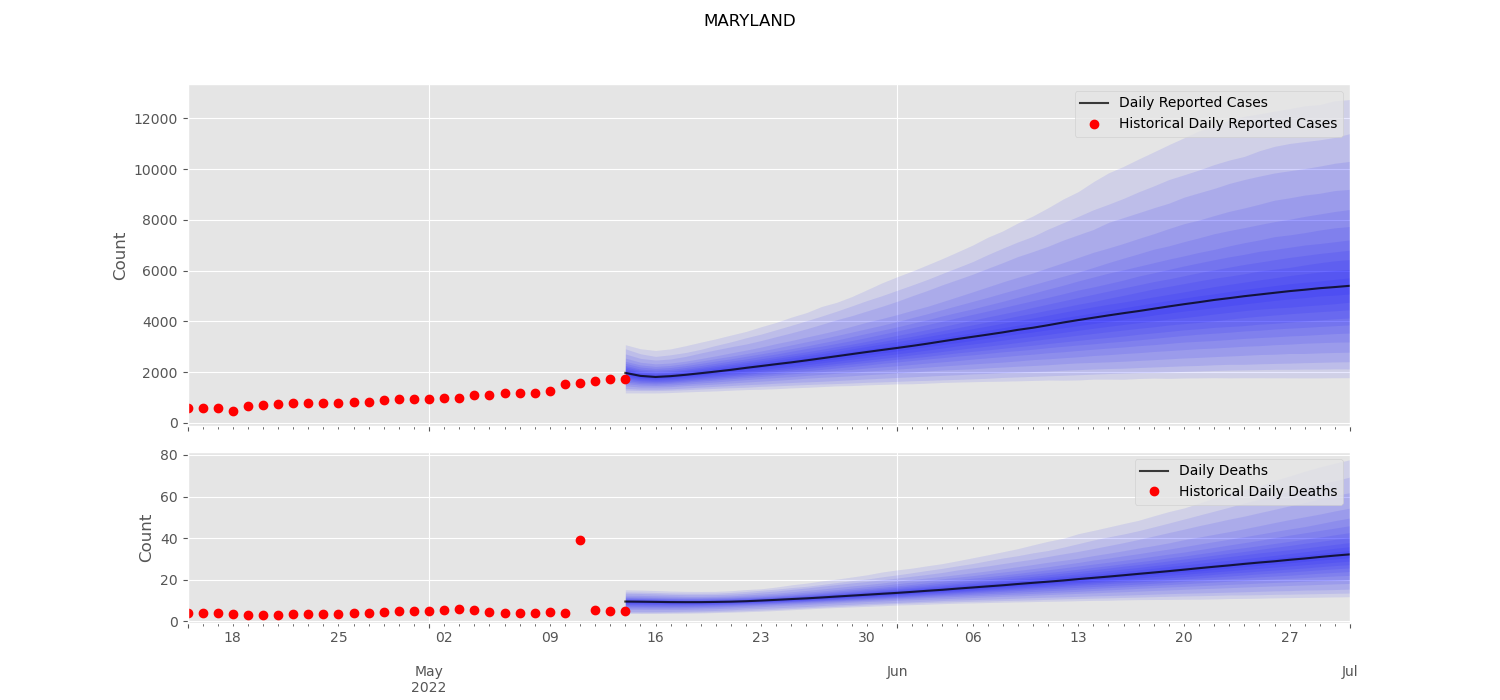 MARYLAND
Daily Reported Cases
Historical Daily Reported Cases
12000
10000
8000
6000
4000
2000
0
Count
Daily Deaths
Historical Daily Deaths
80
60
40
20
0
Count
18 25 02 09 16 23 30 06 13 20 27
May Jun Jul
2022